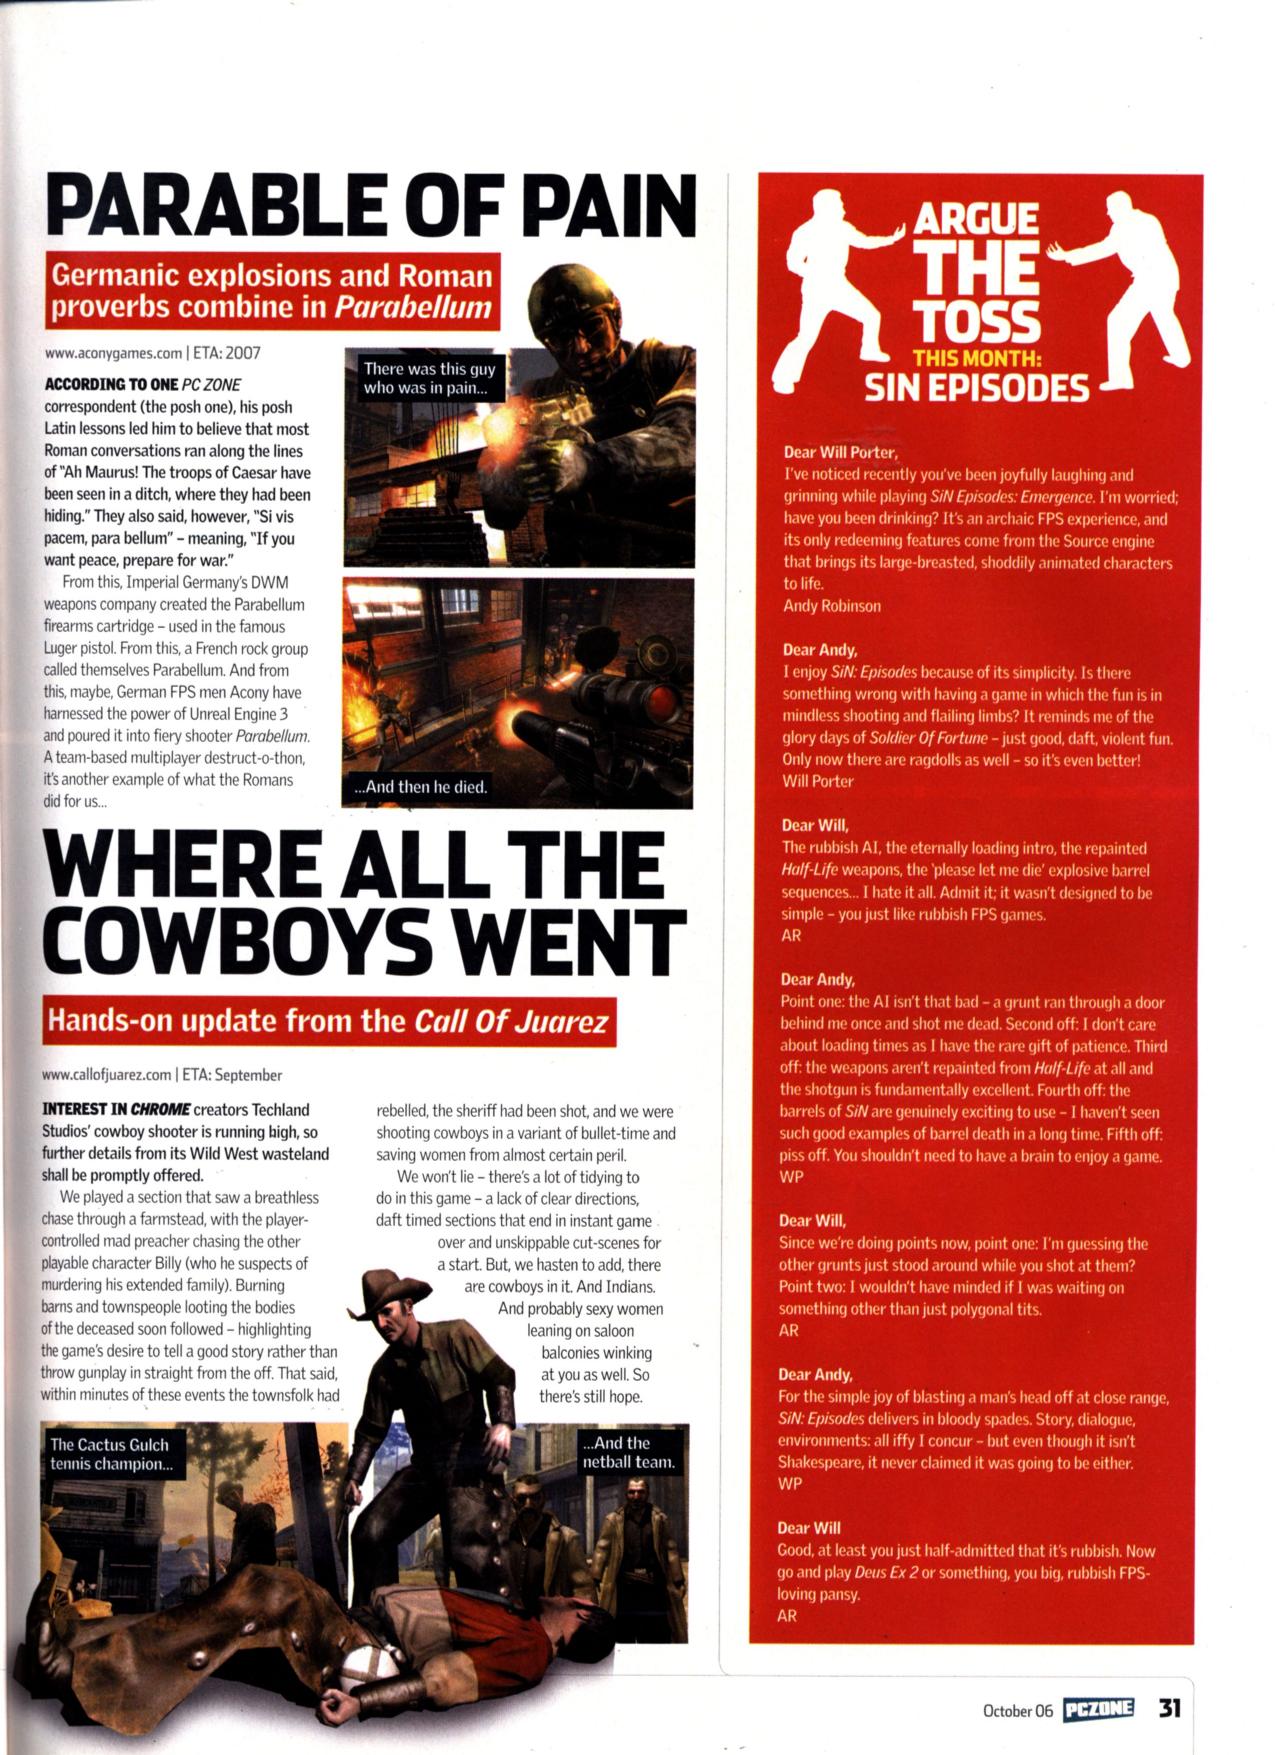 PARABLE OF PAIN
Germanic explosions and Roman
proverbs combine in Parabellum
www.aconygames.com | ETA: 2007
ACCORDING TO ONE PC ZONE
correspondent (the posh one), his posh
Latin lessons led him to believe that most
Roman conversations ran along the lines
of "Ah Maurus! The troops of Caesar have
been seen in a ditch, where they had been
hiding." They also said, however, "Si vis
pacem, para bellum" – meaning, "If you
want peace, prepare for war."
From this, Imperial Germany's DWM
weapons company created the Parabellum
firearms cartridge – used in the famous
Luger pistol. From this, a French rock group
called themselves Parabellum. And from
this, maybe, German FPS men Acony have
harnessed the power of Unreal Engine 3
and poured it into fiery shooter Parabellum.
A team-based multiplayer destruct-o-thon,
it's another example of what the Romans
did for us...
There was this guy
who was in pain...
...And then he died.
WHERE ALL THE
COWBOYS WENT
Hands-on update from the Call Of Juarez
www.callofjuarez.com | ETA: September
INTEREST IN CHROME creators Techland
Studios' cowboy shooter is running high, so
further details from its Wild West wasteland
shall be promptly offered.
We played a section that saw a breathless
chase through a farmstead, with the player-
controlled mad preacher chasing the other
playable character Billy (who he suspects of
murdering his extended family). Burning
barns and townspeople looting the bodies
of the deceased soon followed – highlighting
the game's desire to tell a good story rather than
throw gunplay in straight from the off. That said,
within minutes of these events the townsfolk had
rebelled, the sheriff had been shot, and we were
shooting cowboys in a variant of bullet-time and
saving women from almost certain peril.
We won't lie – there's a lot of tidying to
do in this game – a lack of clear directions,
daft timed sections that end in instant game
over and unskippable cut-scenes for
a start. But, we hasten to add, there
are cowboys in it. And Indians.
And probably sexy women
leaning on saloon
balconies winking
at you as well. So
there's still hope.
The Cactus Gulch
tennis champion...
...And the
netball team.
ARGUE
THE
TOSS
THIS MONTH:
SIN EPISODES
Dear Will Porter,
I've noticed recently you've been joyfully laughing and
grinning while playing SiN Episodes: Emergence. I'm worried;
have you been drinking? It's an archaic FPS experience, and
its only redeeming features come from the Source engine
that brings its large-breasted, shoddily animated characters
to life.
Andy Robinson
Dear Andy,
I enjoy SiN: Episodes because of its simplicity. Is there
something wrong with having a game in which the fun is in
mindless shooting and flailing limbs? It reminds me of the
glory days of Soldier Of Fortune – just good, daft, violent fun.
Only now there are ragdolls as well – so it's even better!
Will Porter
Dear Will,
The rubbish AI, the eternally loading intro, the repainted
Half-Life weapons, the 'please let me die' explosive barrel
sequences... I hate it all. Admit it; it wasn't designed to be
simple – you just like rubbish FPS games.
AR
Dear Andy,
Point one: the AI isn't that bad – a grunt ran through a door
behind me once and shot me dead. Second off: I don't care
about loading times as I have the rare gift of patience. Third
off: the weapons aren't repainted from Half-Life at all and
the shotgun is fundamentally excellent. Fourth off: the
barrels of SiN are genuinely exciting to use – I haven't seen
such good examples of barrel death in a long time. Fifth off:
piss off. You shouldn't need to have a brain to enjoy a game.
WP
Dear Will,
Since we're doing points now, point one: I'm guessing the
other grunts just stood around while you shot at them?
Point two: I wouldn't have minded if I was waiting on
something other than just polygonal tits.
AR
Dear Andy,
For the simple joy of blasting a man's head off at close range,
SiN: Episodes delivers in bloody spades. Story, dialogue,
environments: all iffy I concur – but even though it isn't
Shakespeare, it never claimed it was going to be either.
WP
Dear Will
Good, at least you just half-admitted that it's rubbish. Now
go and play Deus Ex 2 or something, you big, rubbish FPS-
loving pansy.
AR
October 06 PCZONE 31